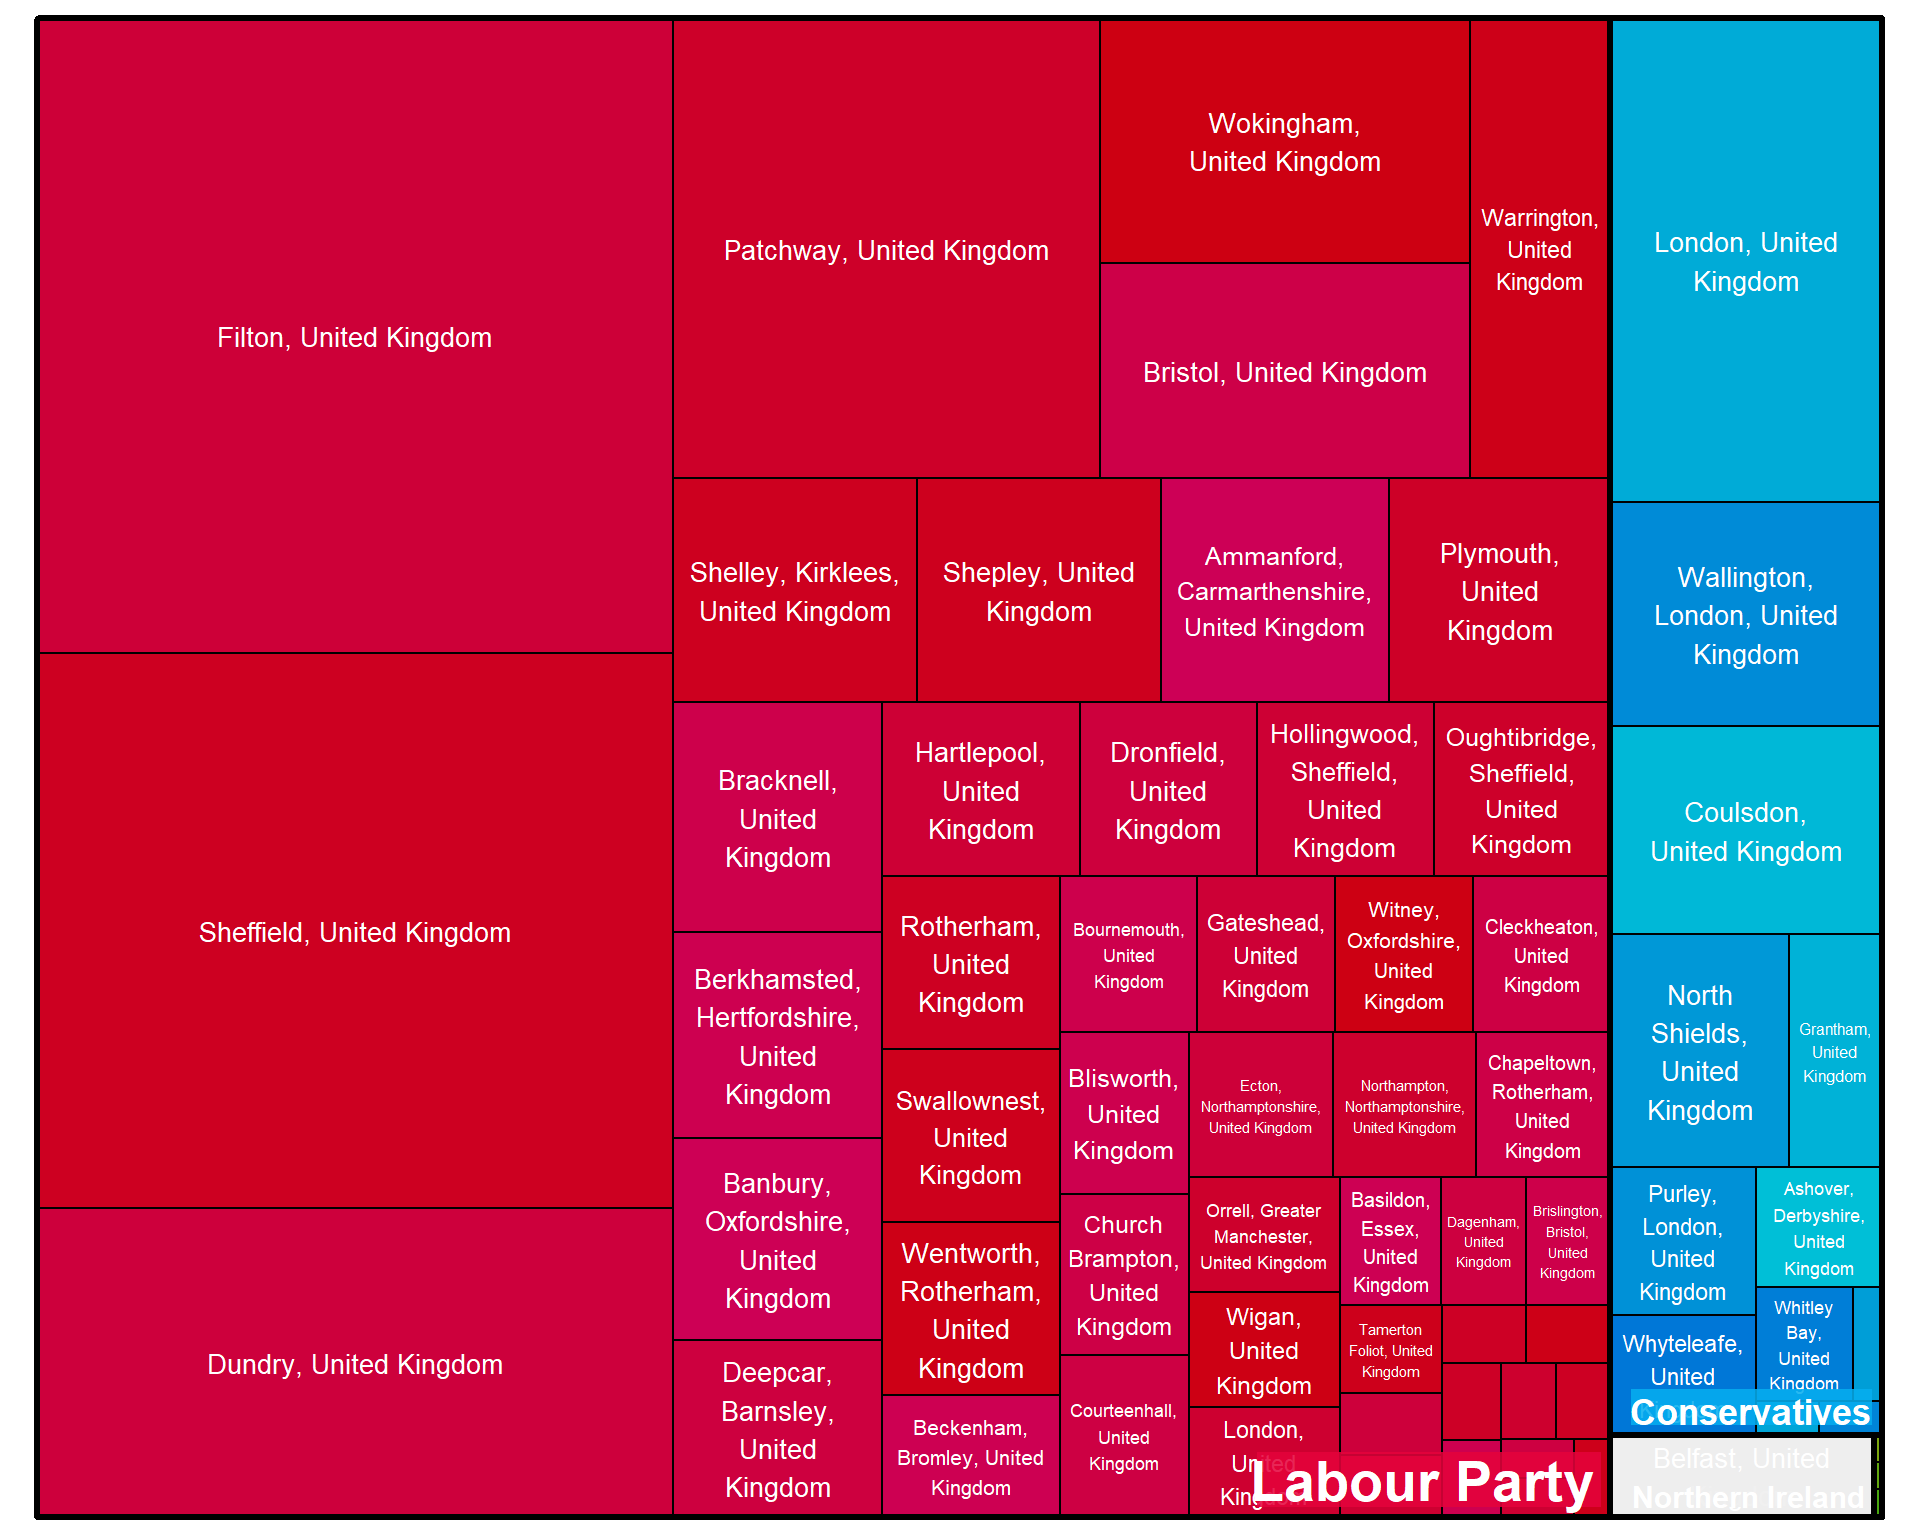 Filton, United Kingdom
Sheffield, United Kingdom
Dundry, United Kingdom
Patchway, United Kingdom
Wokingham,
United Kingdom
Bristol, United Kingdom
Warrington,
United
Kingdom
Shelley, Kirklees,
United Kingdom
Shepley, United
Kingdom
Ammanford,
Carmarthenshire,
United Kingdom
Plymouth,
United
Kingdom
Bracknell,
United
Kingdom
Berkhamsted,
Hertfordshire,
United
Kingdom
Banbury,
Oxfordshire,
United
Kingdom
Deepcar,
Barnsley,
United
Kingdom
Hartlepool,
United
Kingdom
Dronfield,
United
Kingdom
Hollingwood,
Sheffield,
United
Kingdom
Oughtibridge,
Sheffield,
United
Kingdom
Rotherham,
United
Kingdom
Swallownest,
United
Kingdom
Wentworth,
Rotherham,
United
Kingdom
Beckenham,
Bromley, United
Kingdom
Bournemouth,
United
Kingdom
Gateshead,
United
Kingdom
Witney,
Oxfordshire,
United
Kingdom
Cleckheaton,
United
Kingdom
Blisworth,
United
Kingdom
Church
Brampton,
United
Kingdom
Courteenhall,
United
Kingdom
Ecton,
Northamptonshire,
United Kingdom
Northampton,
Northamptonshire,
United Kingdom
Chapeltown,
Rotherham,
United
Kingdom
Orrell, Greater
Manchester,
United Kingdom
Wigan,
United
Kingdom
London,
United
Kingdom
Basildon,
Essex,
United
Kingdom
Dagenham,
United
Kingdom
Brislington,
Bristol,
United
Kingdom
Tamerton
Foliot, United
Kingdom
Labour Party
London, United
Kingdom
Wallington,
London, United
Kingdom
Coulsdon,
United Kingdom
North
Shields,
United
Kingdom
Grantham,
United
Kingdom
Purley,
London,
United
Kingdom
Ashover,
Derbyshire,
United
Kingdom
Whyteleafe,
United
Whitley
Bay,
United
Kingdom
Conservatives
Belfast, United
Northern Ireland